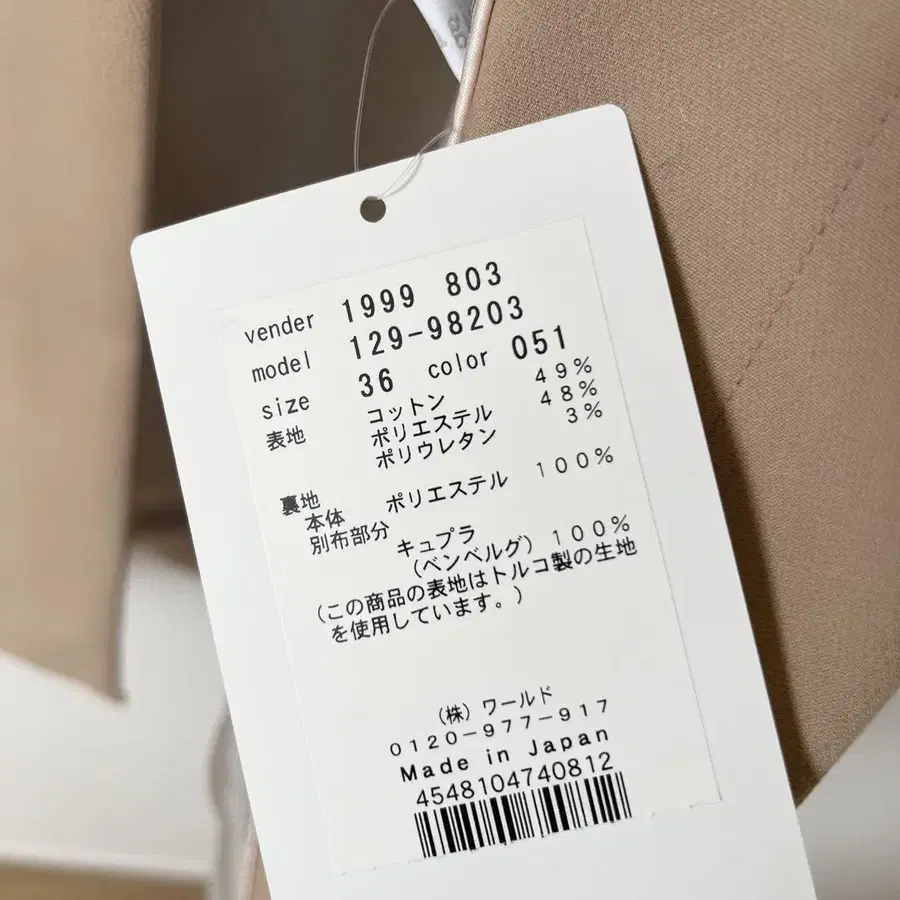 vender 1999 803
model 129-98203
size 36 color 051
表地 コットン 49%
ポリエステル 48%
ポリウレタン 3%
裏地
本体 ポリエステル 100%
別布部分 キュプラ
(ベンベルグ) 100%
(この商品の表地はトルコ製の生地
を使用しています。)
(株) ワールド
0120-977-917
Made in Japan
4548104740812